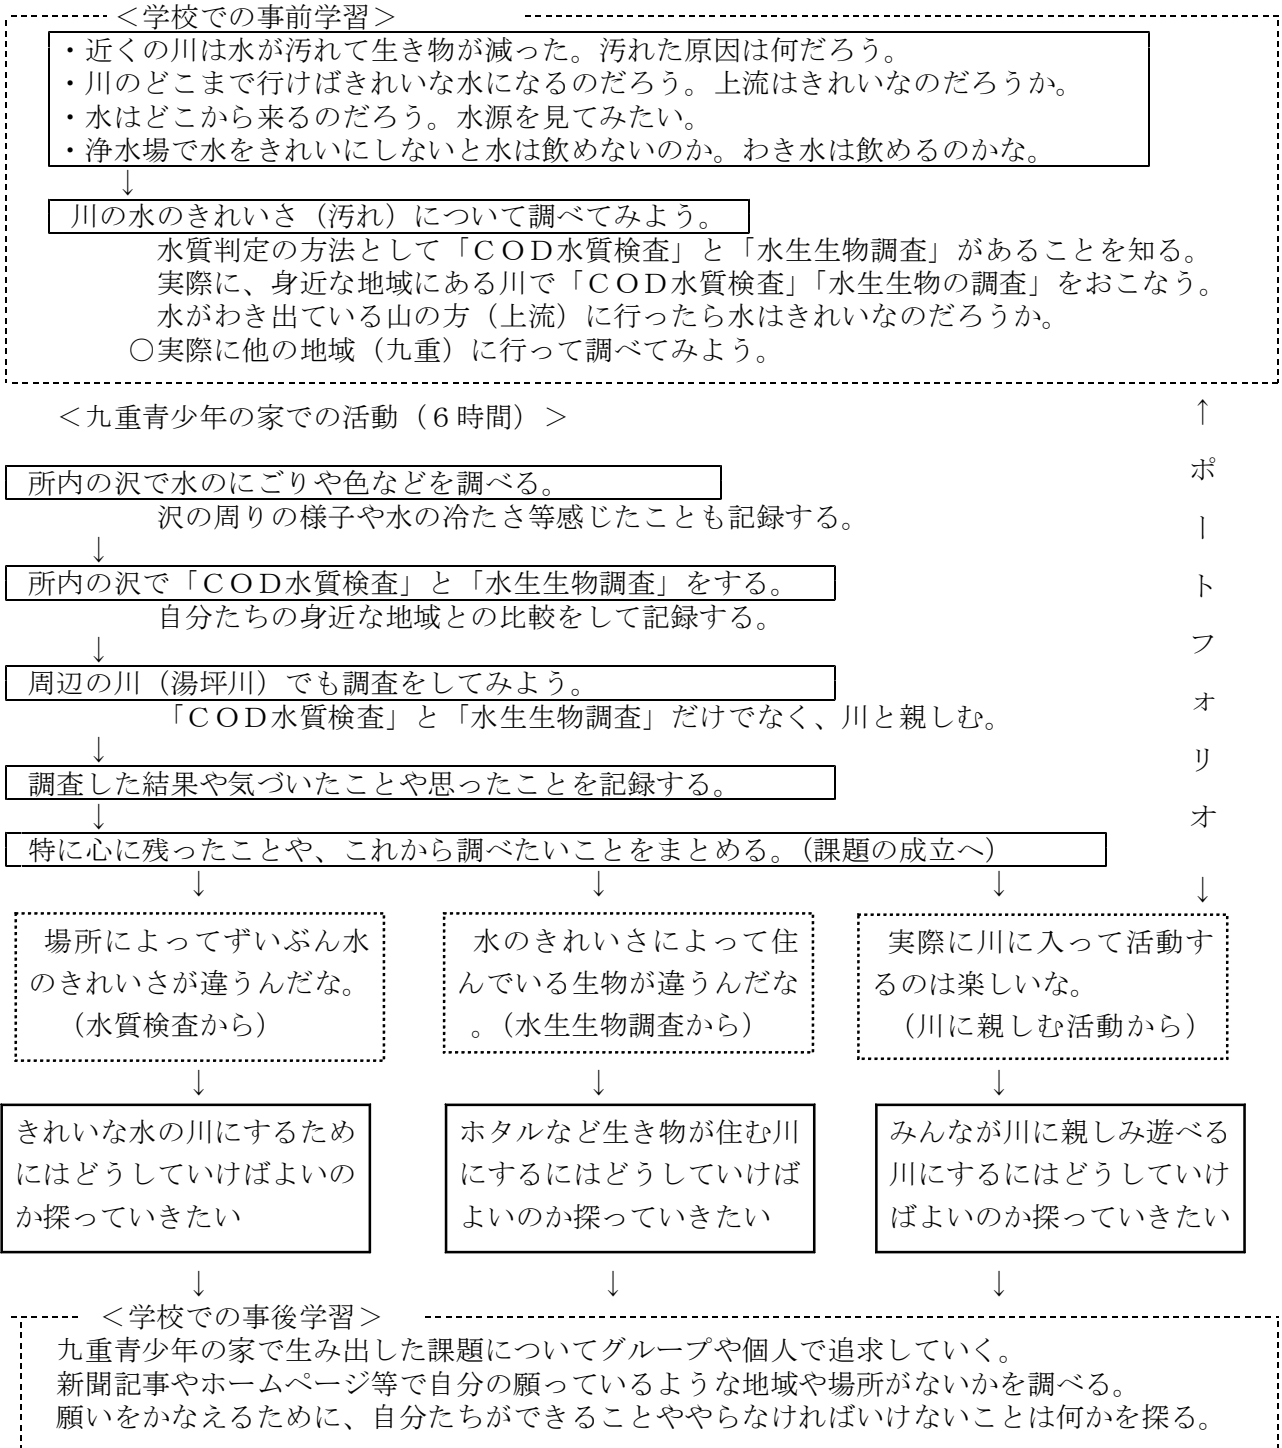 ＜学校での事前学習＞
・近くの川は水が汚れて生き物が減った。汚れた原因は何だろう。
・川のどこまで行けばきれいな水になるのだろう。上流はきれいなのだろうか。
・水はどこから来るのだろう。水源を見てみたい。
・浄水場で水をきれいにしないと水は飲めないのか。わき水は飲めるのかな。
↓
川の水のきれいさ（汚れ）について調べてみよう。
水質判定の方法として「ＣＯＤ水質検査」と「水生生物調査」があることを知る。
実際に、身近な地域にある川で「ＣＯＤ水質検査」「水生生物の調査」をおこなう。
水がわき出ている山の方（上流）に行ったら水はきれいなのだろうか。
○実際に他の地域（九重）に行って調べてみよう。
＜九重青少年の家での活動（６時間）＞
所内の沢で水のにごりや色などを調べる。
沢の周りの様子や水の冷たさ等感じたことも記録する。
↓
所内の沢で「ＣＯＤ水質検査」と「水生生物調査」をする。
自分たちの身近な地域との比較をして記録する。
↓
周辺の川（湯坪川）でも調査をしてみよう。
「ＣＯＤ水質検査」と「水生生物調査」だけでなく、川と親しむ。
↓
調査した結果や気づいたことや思ったことを記録する。
↓
特に心に残ったことや、これから調べたいことをまとめる。（課題の成立へ）
↑ポートフォリオ↓
↓ ↓ ↓
場所によってずいぶん水
のきれいさが違うんだな。
（水質検査から）
水のきれいさによって住
んでいる生物が違うんだな
。（水生生物調査から）
実際に川に入って活動す
るのは楽しいな。
（川に親しむ活動から）
↓ ↓ ↓
きれいな水の川にするため
にはどうしていけばよいの
か探っていきたい
ホタルなど生き物が住む川
にするにはどうしていけば
よいのか探っていきたい
みんなが川に親しみ遊べる
川にするにはどうしていけ
ばよいのか探っていきたい
↓ ↓ ↓
＜学校での事後学習＞
九重青少年の家で生み出した課題についてグループや個人で追求していく。
新聞記事やホームページ等で自分の願っているような地域や場所がないかを調べる。
願いをかなえるために、自分たちができることややらなければいけないことは何かを探る。